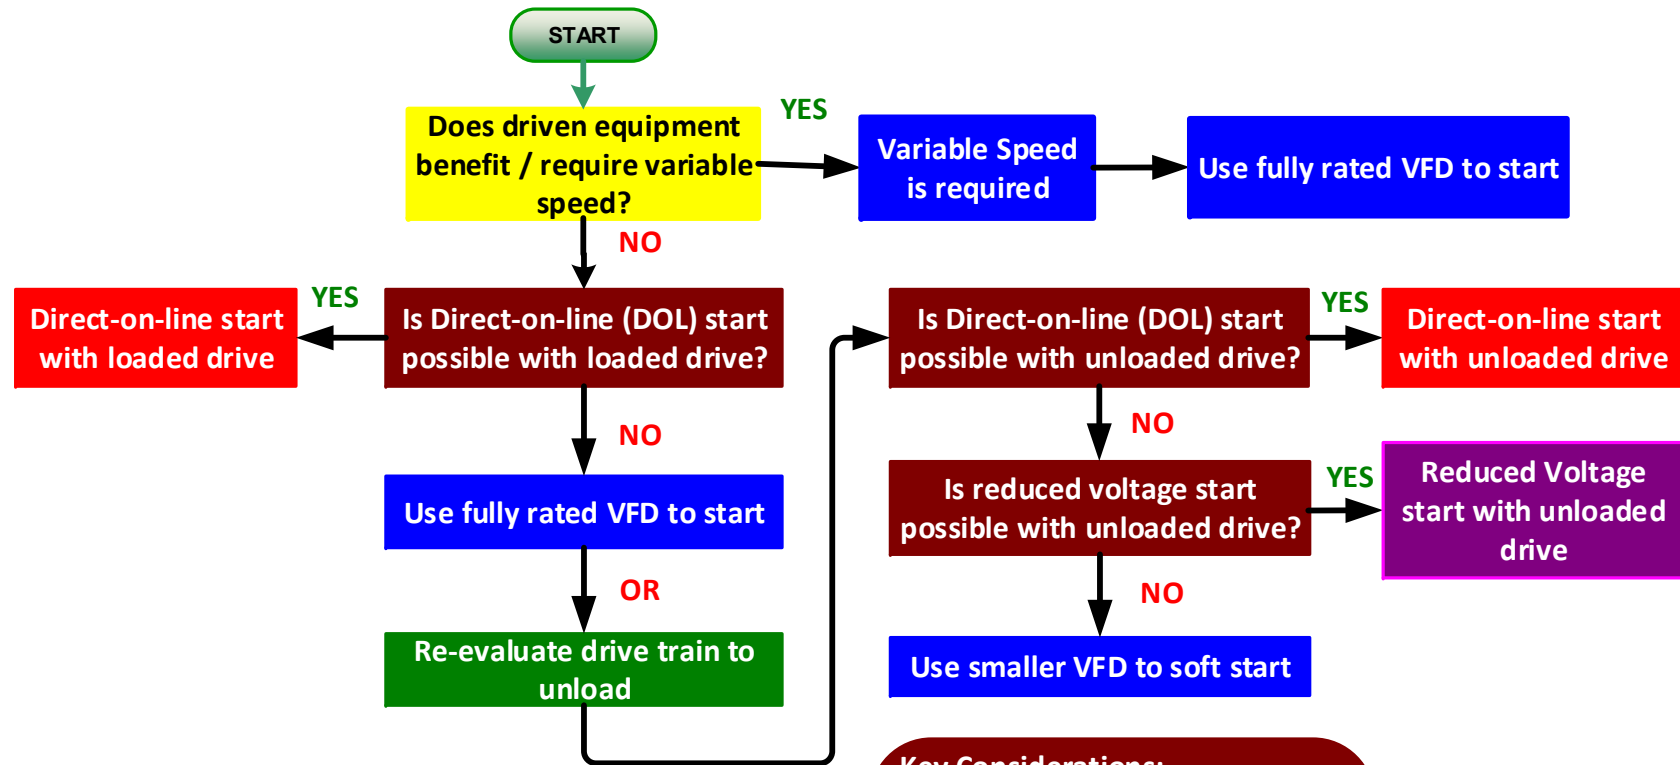 START
Does driven equipment
benefit / require variable
speed?
YES
Variable Speed
is required
Use fully rated VFD to start
NO
Direct-on-line start
with loaded drive
YES
Is Direct-on-line (DOL) start
possible with loaded drive?
Is Direct-on-line (DOL) start
possible with unloaded drive?
YES
Direct-on-line start
with unloaded drive
NO
NO
Use fully rated VFD to start
Is reduced voltage start
possible with unloaded drive?
YES
Reduced Voltage
start with unloaded
drive
OR
NO
Re-evaluate drive train to
unload
Use smaller VFD to soft start
Key Considerations: